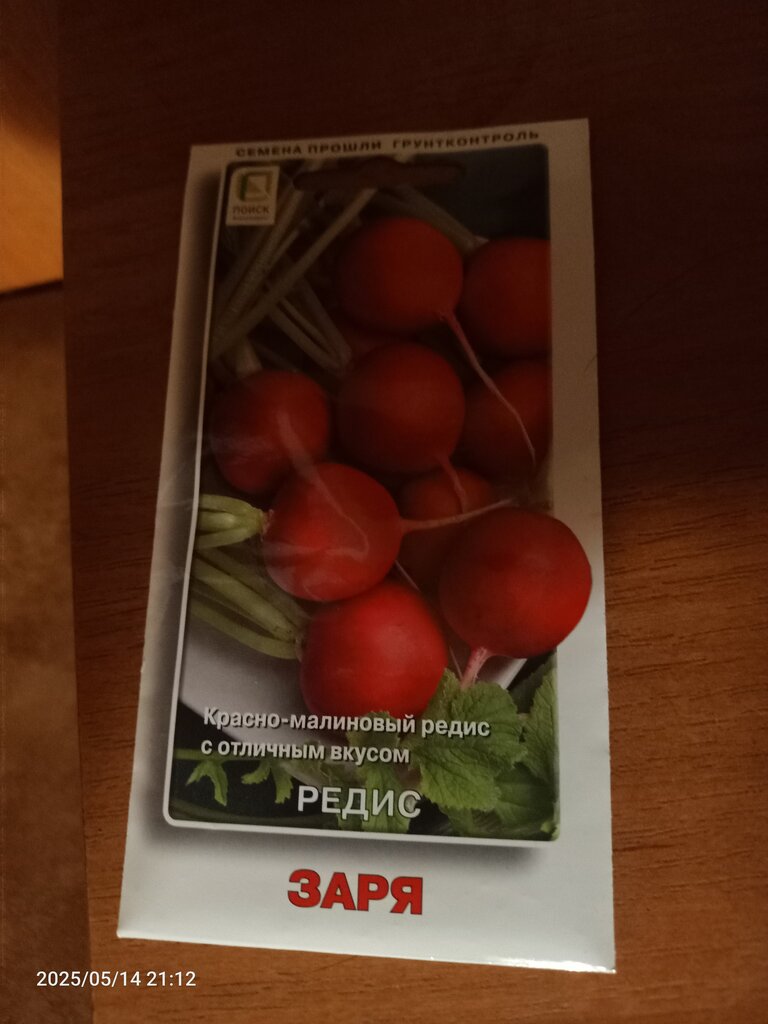 СЕМЕНА ПРОШЛИ ГРУНТКОНТРОЛЬ
ПОИСК
Красно-малиновый редис
с отличным вкусом
РЕДИС
ЗАРЯ
2025/05/14 21:12